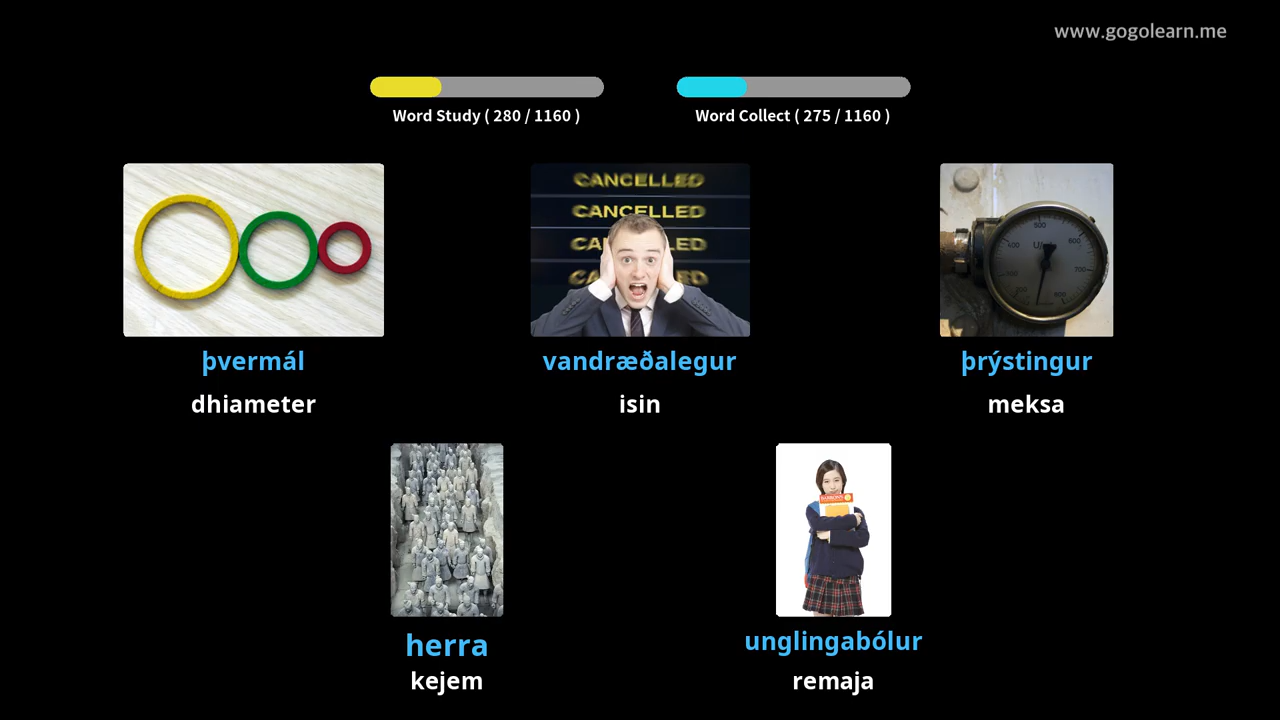 www.gogolearn.me
Word Study ( 280 / 1160 )
Word Collect ( 275 / 1160 )
CANCELLED
CANCELLED
þvermál
vandræðalegur
þrýstingur
dhiameter
isin
meksa
herra
unglingabólur
kejem
remaja